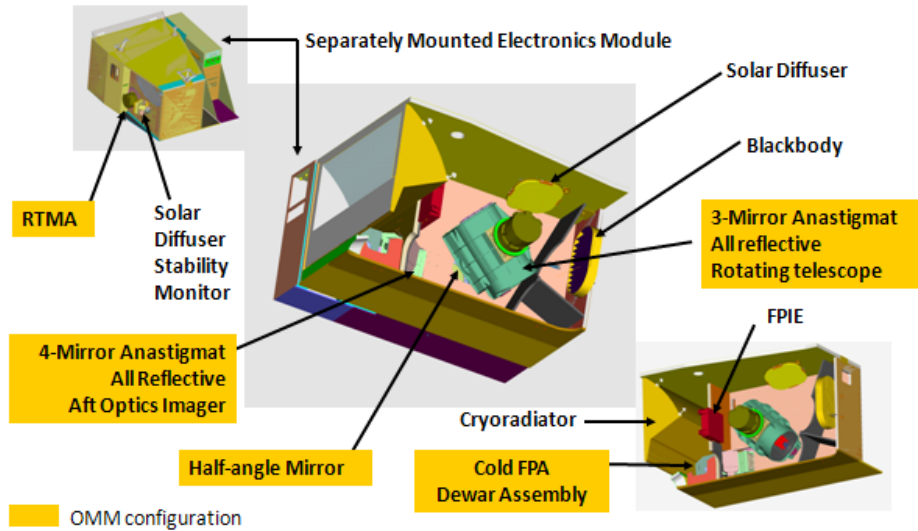 Separately Mounted Electronics Module
Solar Diffuser
Blackbody
RTMA
Solar
Diffuser
Stability
Monitor
3-Mirror Anastigmat
All reflective
Rotating telescope
FPIE
4-Mirror Anastigmat
All Reflective
Aft Optics Imager
Cryoradiator
Half-angle Mirror
Cold FPA
Dewar Assembly
OMM configuration